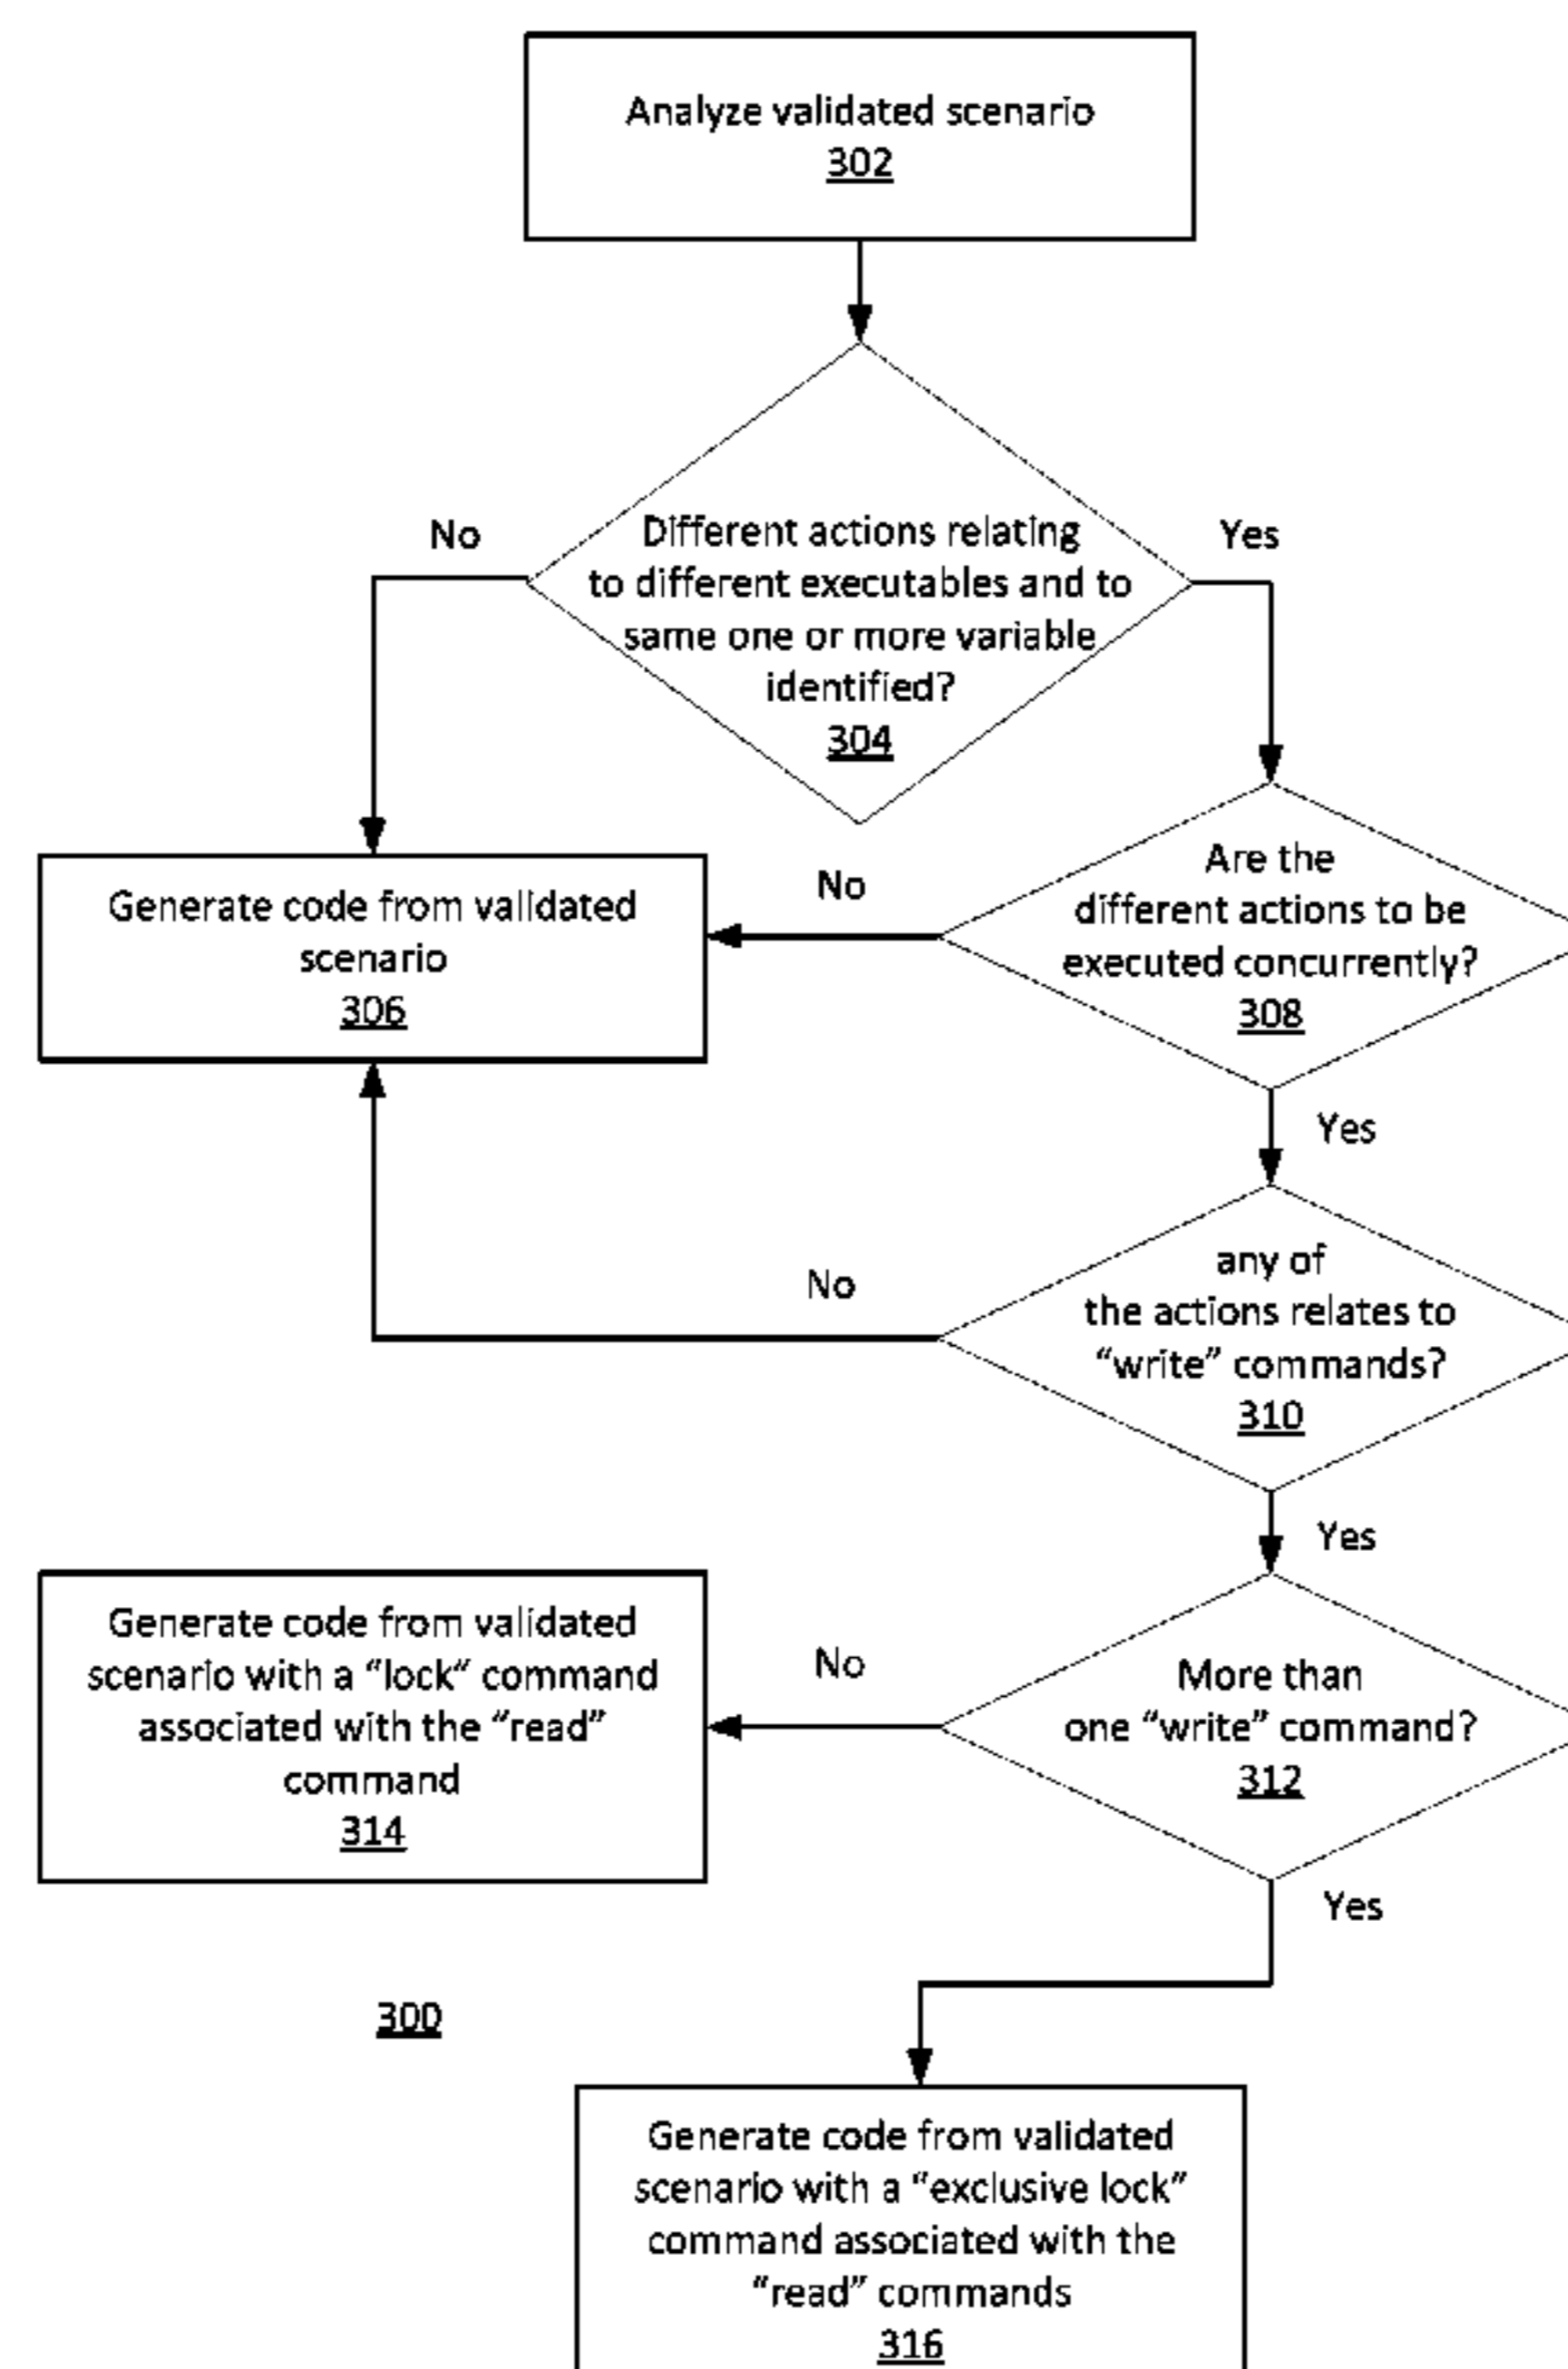 Analyze validated scenario
302
No
Different actions relating
to different executables and to
same one or more variable
identified?
304
Yes
Generate code from validated
scenario
306
No
Are the
different actions to be
executed concurrently?
308
Yes
No
any of
the actions relates to
“write” commands?
310
Yes
Generate code from validated
scenario with a “lock” command
associated with the “read”
command
314
No
More than
one “write” command?
312
Yes
300
Generate code from validated
scenario with a “exclusive lock”
command associated with the
“read” commands
316